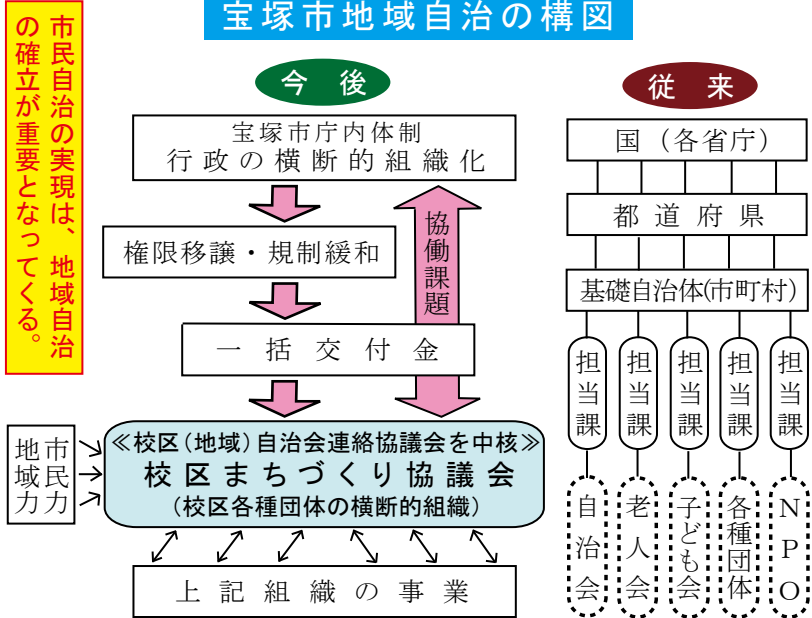 宝塚市地域自治の構図
市民自治の実現は、地域自治
の確立が重要となってくる。
今後
宝塚市庁内体制
行政の横断的組織化
権限移譲・規制緩和
協働課題
一括交付金
≪校区(地域)自治会連絡協議会を中核≫
校区まちづくり協議会
(校区各種団体の横断的組織)
市民力
地域力
上記組織の事業
従来
国(各省庁)
都道府県
基礎自治体(市町村)
担当課
担当課
担当課
担当課
担当課
自治会
老人会
子ども会
各種団体
NPO